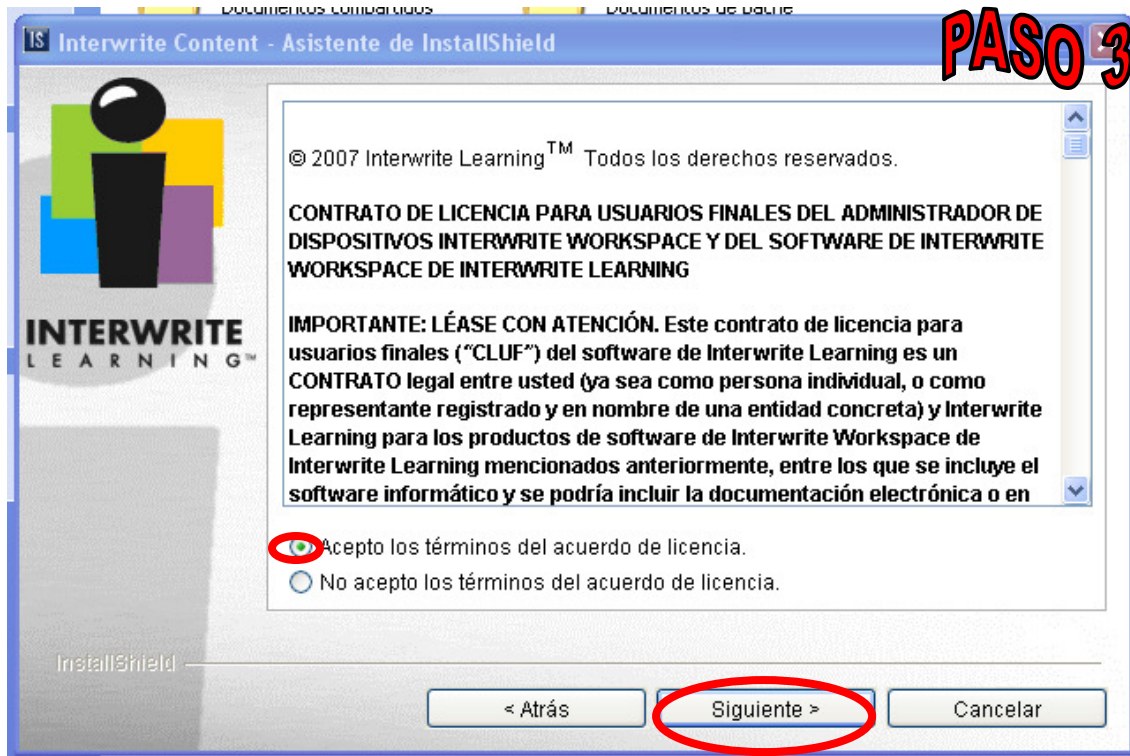 Documentos compartidos
Documentos de Bache
IS Interwrite Content - Asistente de InstallShield
PASO 3
© 2007 Interwrite Learning™ Todos los derechos reservados.
CONTRATO DE LICENCIA PARA USUARIOS FINALES DEL ADMINISTRADOR DE
DISPOSITIVOS INTERWRITE WORKSPACE Y DEL SOFTWARE DE INTERWRITE
WORKSPACE DE INTERWRITE LEARNING
IMPORTANTE: LÉASE CON ATENCIÓN. Este contrato de licencia para
usuarios finales (“CLUF”) del software de Interwrite Learning es un
CONTRATO legal entre usted (ya sea como persona individual, o como
representante registrado y en nombre de una entidad concreta) y Interwrite
Learning para los productos de software de Interwrite Workspace de
Interwrite Learning mencionados anteriormente, entre los que se incluye el
software informático y se podría incluir la documentación electrónica o en
INTERWRITE
LEARNING™
Acepto los términos del acuerdo de licencia.
No acepto los términos del acuerdo de licencia.
InstallShield
< Atrás
Siguiente >
Cancelar